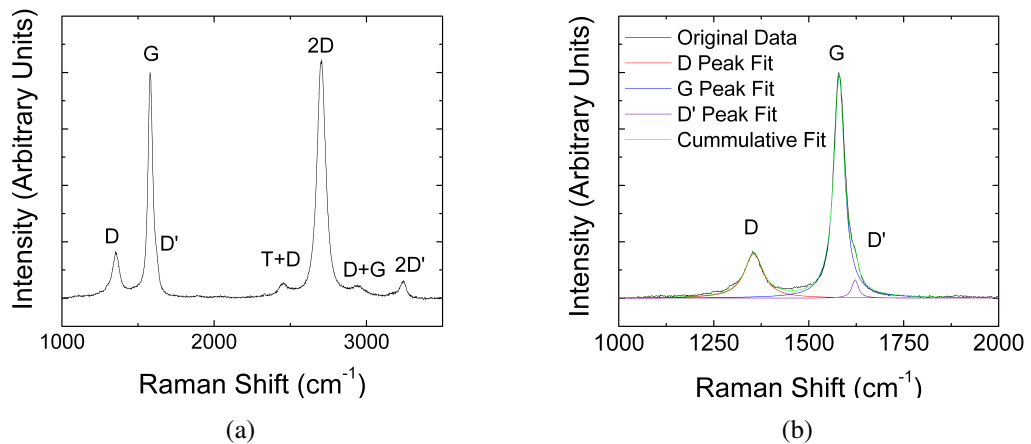 Intensity (Arbitrary Units)
G
2D
D
D'
T+D
D+G
2D'
1000
2000
3000
Raman Shift (cm⁻¹)
(a)
Intensity (Arbitrary Units)
Original Data
D Peak Fit
G Peak Fit
D' Peak Fit
Cummulative Fit
G
D
D'
1000
1250
1500
1750
2000
Raman Shift (cm⁻¹)
(b)